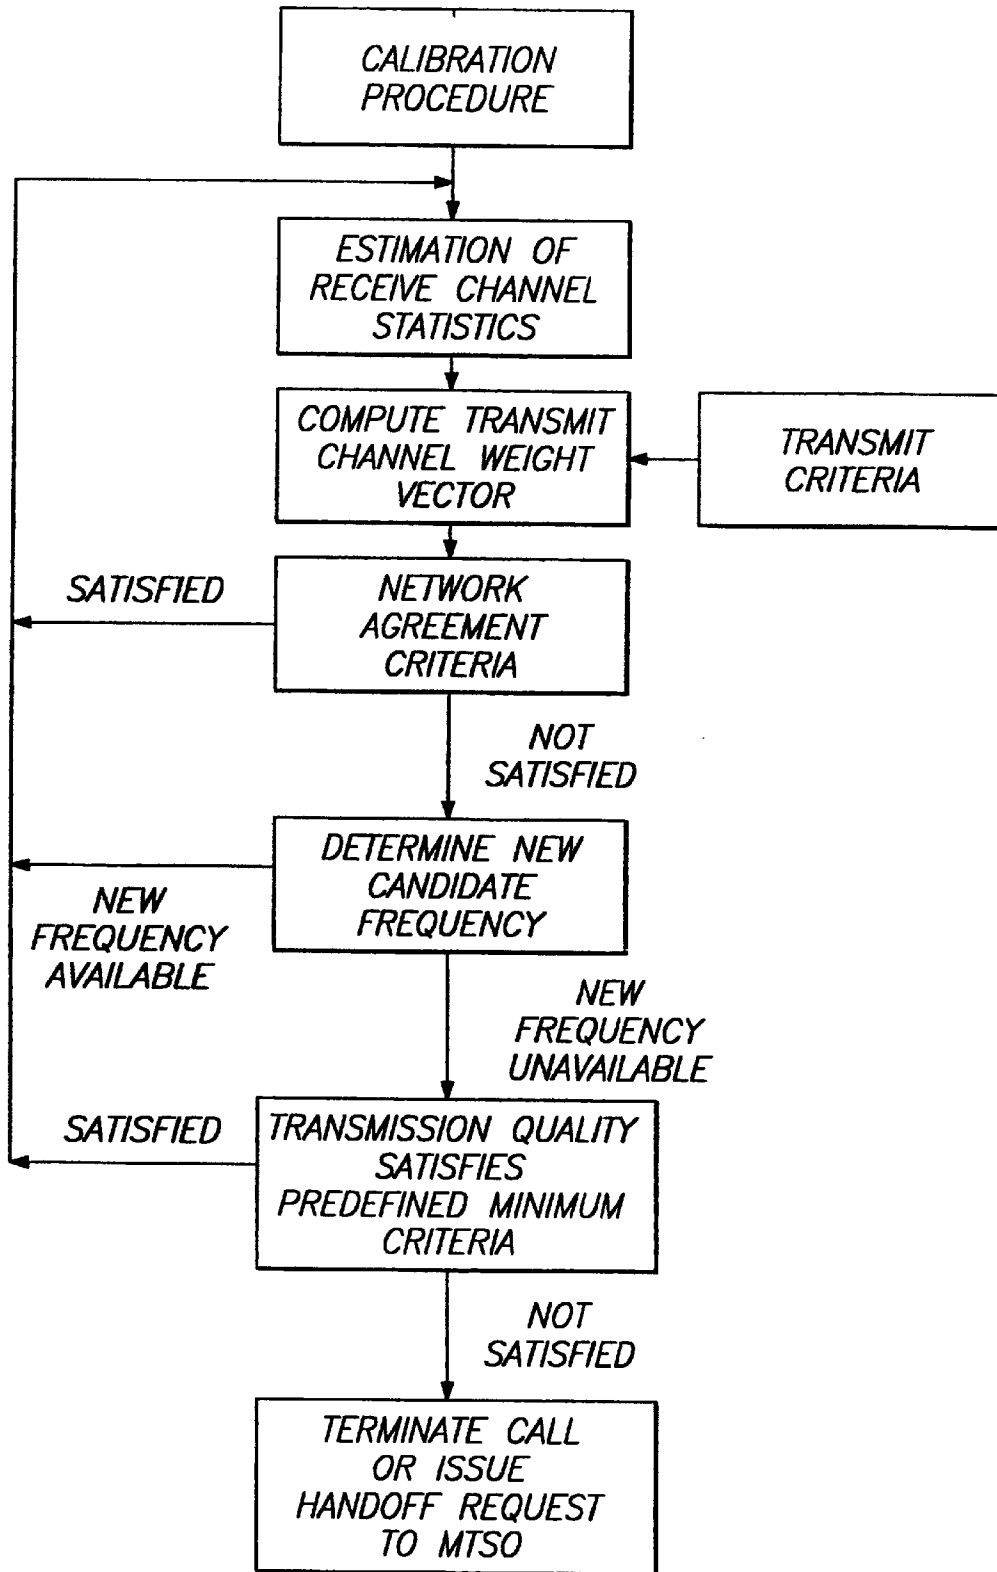 CALIBRATION
PROCEDURE
ESTIMATION OF
RECEIVE CHANNEL
STATISTICS
COMPUTE TRANSMIT
CHANNEL WEIGHT
VECTOR
TRANSMIT
CRITERIA
SATISFIED
NETWORK
AGREEMENT
CRITERIA
NOT
SATISFIED
DETERMINE NEW
CANDIDATE
FREQUENCY
NEW
FREQUENCY
AVAILABLE
NEW
FREQUENCY
UNAVAILABLE
SATISFIED
TRANSMISSION QUALITY
SATISFIES
PREDEFINED MINIMUM
CRITERIA
NOT
SATISFIED
TERMINATE CALL
OR ISSUE
HANDOFF REQUEST
TO MTSO